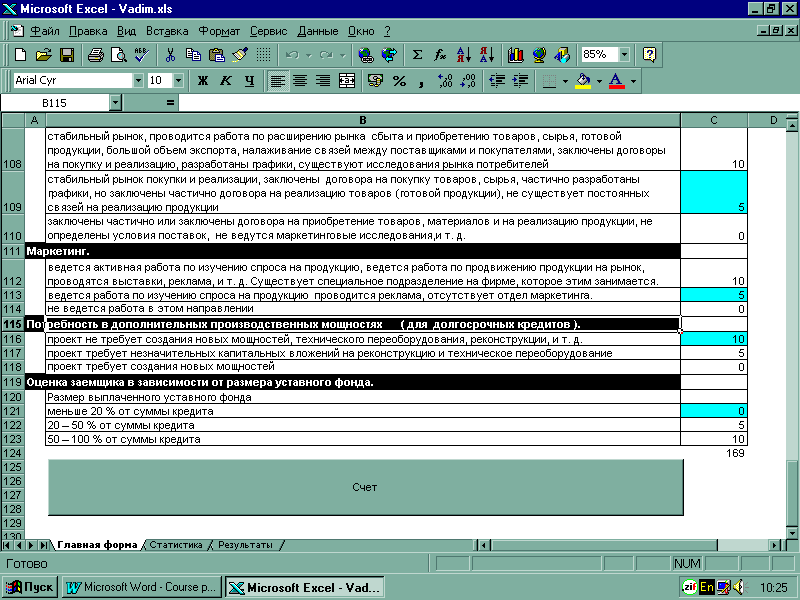 Microsoft Excel - Vadim.xls
Файл Правка Вид Вставка Формат Сервис Данные Окно ?
85%
Arial Cyr 10 Ж К Ч
B115 =
A B C D
стабильный рынок, проводится работа по расширению рынка сбыта и приобретению товаров, сырья, готовой
продукции, большой объем экспорта, налаживание связей между поставщиками и покупателями, заключены договоры
108 на покупку и реализацию, разработаны графики, существуют исследования рынка потребителей 10
стабильный рынок покупки и реализации, заключены договора на покупку товаров, сырья, частично разработаны
графики, но заключены частично договора на реализацию товаров (готовой продукции), не существует постоянных
109 связей на реализацию продукции 5
заключены частично или заключены договора на приобретение товаров, материалов и на реализацию продукции, не
110 определены условия поставок, не ведутся маркетинговые исследования,и т. д. 0
111 Маркетинг.
ведется активная работа по изучению спроса на продукцию, ведется работа по продвижению продукции на рынок,
112 проводятся выставки, реклама, и т. д. Существует специальное подразделение на фирме, которое этим занимается. 10
113 ведется работа по изучению спроса на продукцию проводится реклама, отсутствует отдел маркетинга. 5
114 не ведется работа в этом направлении 0
115 Потребность в дополнительных производственных мощностях ( для долгосрочных кредитов ).
116 проект не требует создания новых мощностей, технического переоборудования, реконструкции, и т. д. 10
117 проект требует незначительных капитальных вложений на реконструкцию и техническое переоборудование 5
118 проект требует создания новых мощностей 0
119 Оценка заемщика в зависимости от размера уставного фонда.
120 Размер выплаченного уставного фонда
121 меньше 20 % от суммы кредита 0
122 20 – 50 % от суммы кредита 5
123 50 – 100 % от суммы кредита 10
124 169
125
126
127 Счет
128
129
130
Главная форма Статистика Результаты
Готово NUM
Пуск Microsoft Word - Course p... Microsoft Excel - Vad... zif En 10:25